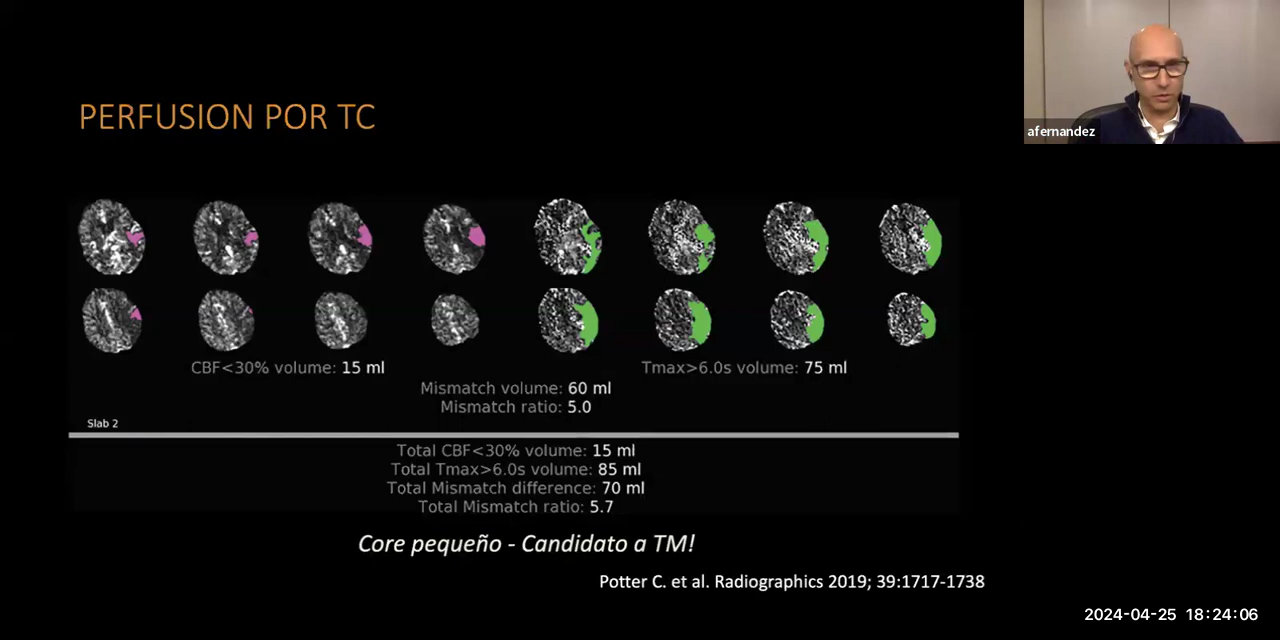 PERFUSION POR TC
afernandez
CBF<30% volume: 15 ml
Tmax>6.0s volume: 75 ml
Mismatch volume: 60 ml
Mismatch ratio: 5.0
Slab 2
Total CBF<30% volume: 15 ml
Total Tmax>6.0s volume: 85 ml
Total Mismatch difference: 70 ml
Total Mismatch ratio: 5.7
Core pequeño - Candidato a TM!
Potter C. et al. Radiographics 2019; 39:1717-1738
2024-04-25 18:24:06